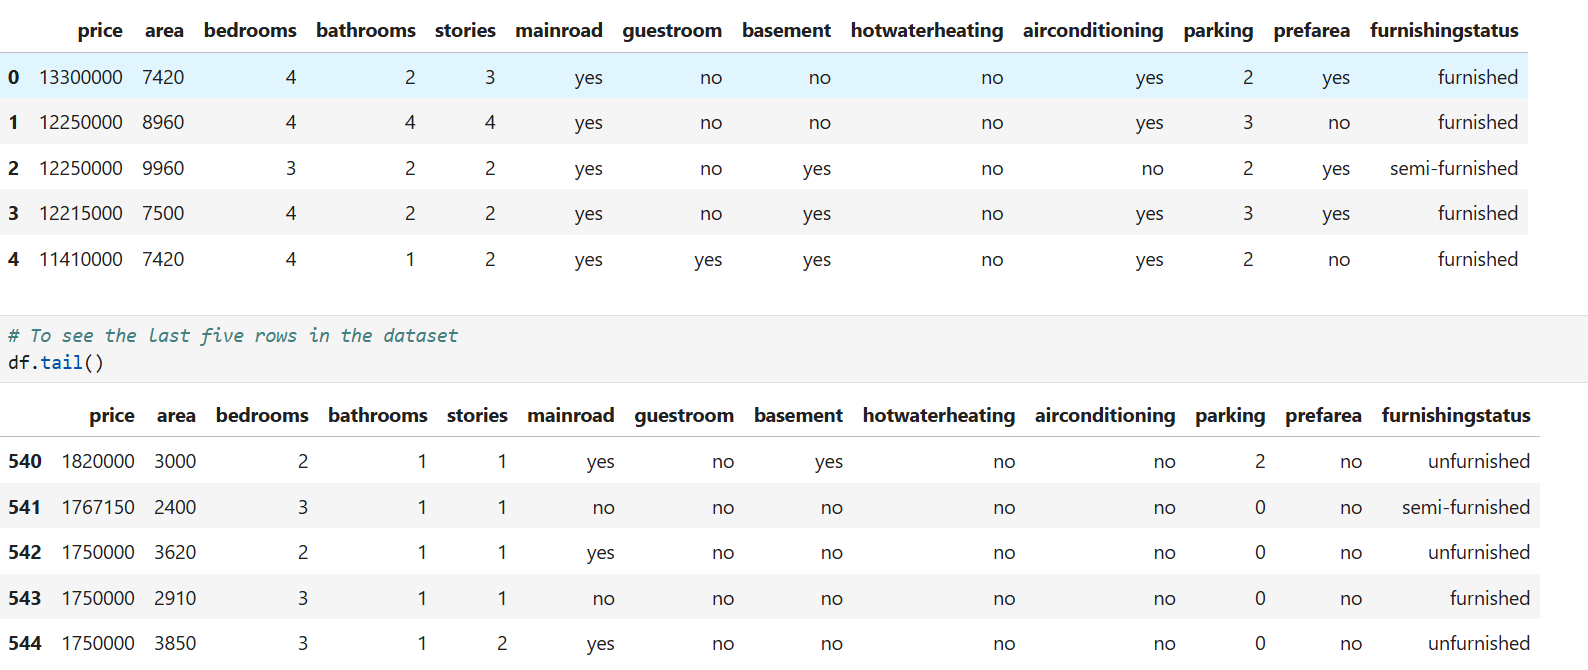 price area bedrooms bathrooms stories mainroad guestroom basement hotwaterheating airconditioning parking prefarea furnishingstatus
0 13300000 7420 4 2 3 yes no no no yes 2 yes furnished
1 12250000 8960 4 4 4 yes no no no yes 3 no furnished
2 12250000 9960 3 2 2 yes no yes no no 2 yes semi-furnished
3 12215000 7500 4 2 2 yes no yes no yes 3 yes furnished
4 11410000 7420 4 1 2 yes yes yes no yes 2 no furnished
# To see the last five rows in the dataset
df.tail()
price area bedrooms bathrooms stories mainroad guestroom basement hotwaterheating airconditioning parking prefarea furnishingstatus
540 1820000 3000 2 1 1 yes no yes no no 2 no unfurnished
541 1767150 2400 3 1 1 no no no no no 0 no semi-furnished
542 1750000 3620 2 1 1 yes no no no no 0 no unfurnished
543 1750000 2910 3 1 1 no no no no no 0 no furnished
544 1750000 3850 3 1 2 yes no no no no 0 no unfurnished